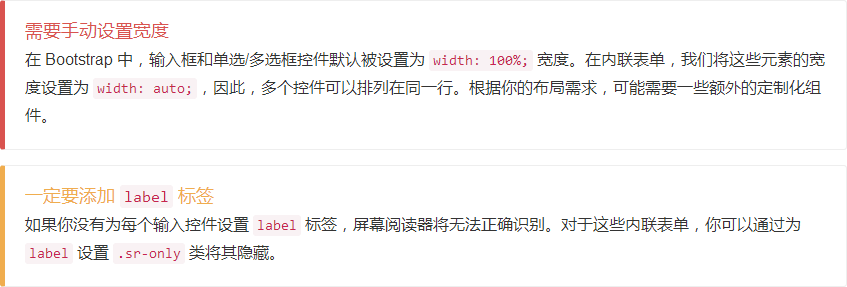 需要手动设置宽度
在 Bootstrap 中，输入框和单选/多选框控件默认被设置为 width: 100%; 宽度。在内联表单，我们将这些元素的宽
度设置为 width: auto;，因此，多个控件可以排列在同一行。根据你的布局需求，可能需要一些额外的定制化组
件。
一定要添加 label 标签
如果你没有为每个输入控件设置 label 标签，屏幕阅读器将无法正确识别。对于这些内联表单，你可以通过为
label 设置 .sr-only 类将其隐藏。